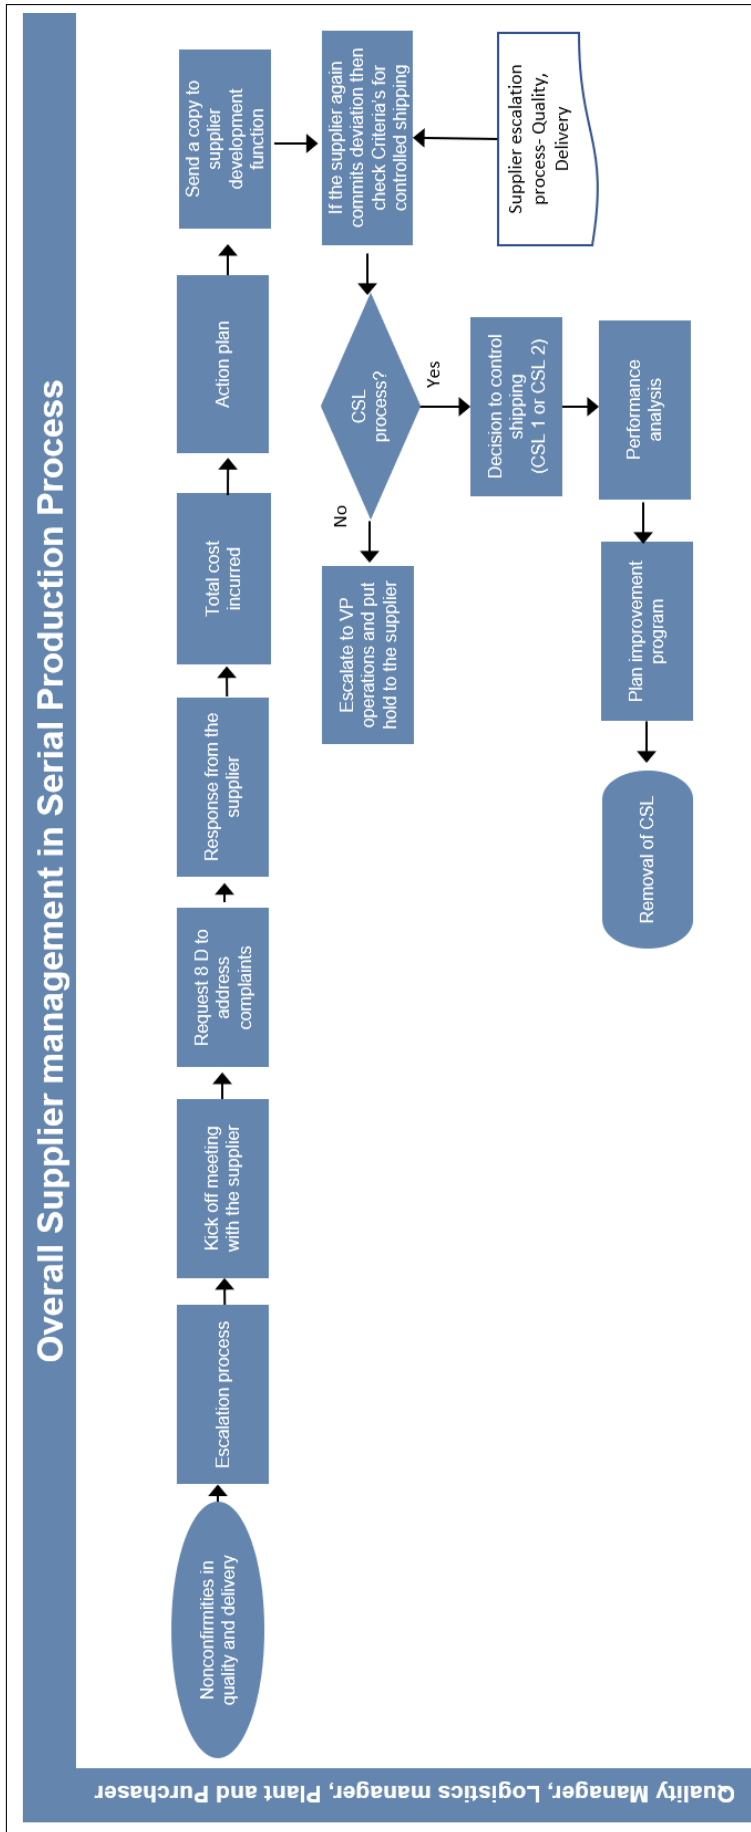 Overall Supplier management in Serial Production Process
Quality Manager, Logistics manager, Plant and Purchaser
Nonconfirmities in
quality and delivery
Escalation process
Kick off meeting
with the supplier
Request 8 D to
address
complaints
Response from the
supplier
Total cost
incurred
Action plan
Send a copy to
supplier
development
function
If the supplier again
commits deviation then
check Criteria's for
controlled shipping
Supplier escalation
process- Quality,
Delivery
CSL
process?
No
Yes
Escalate to VP
operations and put
hold to the supplier
Decision to control
shipping
(CSL 1 or CSL 2)
Performance
analysis
Plan improvement
program
Removal of CSL